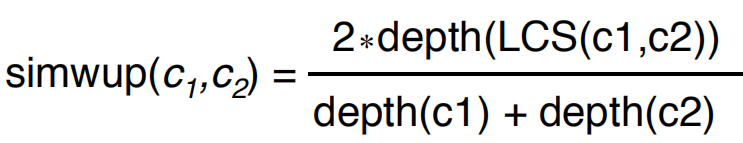 simwup(c1,c2) = 2*depth(LCS(c1,c2))
depth(c1) + depth(c2)